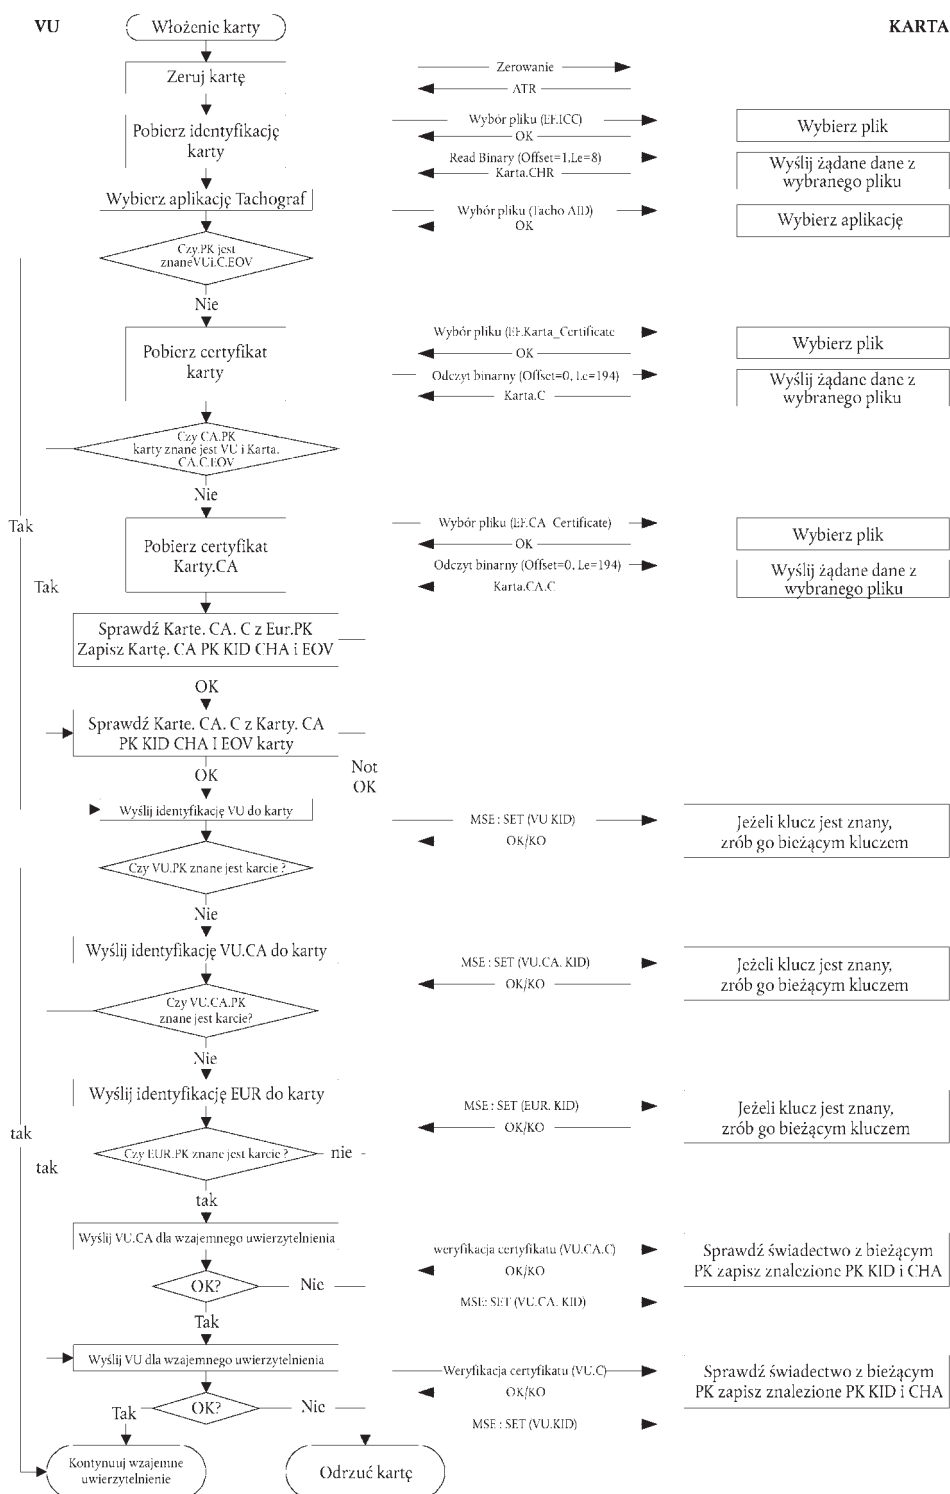 VU
Włożenie karty
KARTA
Zeruj kartę
Zerowanie
ATR
Pobierz identyfikację
karty
Wybór pliku (EF.ICC)
OK
Wybierz plik
Read Binary (Offset=1,Le=8)
Karta.CHR
Wyślij żądane dane z
wybranego pliku
Wybierz aplikację Tachograf
Wybór pliku (Tacho AID)
OK
Wybierz aplikację
Czy.PK jest
znaneVUi.C.EOV
Nie
Pobierz certyfikat
karty
Wybór pliku (EF.Karta_Certificate
OK
Wybierz plik
Odczyt binarny (Offset=0, Le=194)
Karta.C
Wyślij żądane dane z
wybranego pliku
Czy CA.PK
karty znane jest VU i Karta.
CA.C.EOV
Nie
Tak
Tak
Pobierz certyfikat
Karty.CA
Wybór pliku (EF.CA_Certificate)
OK
Wybierz plik
Odczyt binarny (Offset=0, Le=194)
Karta.CA.C
Wyślij żądane dane z
wybranego pliku
Sprawdź Karte. CA. C z Eur.PK
Zapisz Kartę. CA PK KID CHA i EOV
OK
Sprawdź Karte. CA. C z Karty. CA
PK KID CHA I EOV karty
OK
Not
OK
Wyślij identyfikację VU do karty
MSE : SET (VU KID)
OK/KO
Jeżeli klucz jest znany,
zrób go bieżącym kluczem
Czy VU.PK znane jest karcie ?
Nie
Wyślij identyfikację VU.CA do karty
MSE : SET (VU.CA. KID)
OK/KO
Jeżeli klucz jest znany,
zrób go bieżącym kluczem
Czy VU.CA.PK
znane jest karcie?
Nie
Wyślij identyfikację EUR do karty
MSE : SET (EUR. KID)
OK/KO
Jeżeli klucz jest znany,
zrób go bieżącym kluczem
tak
tak
Czy EUR.PK znane jest karcie ?
nie
tak
Wyślij VU.CA dla wzajemnego uwierzytelnienia
weryfikacja certyfikatu (VU.CA.C)
OK/KO
Sprawdź świadectwo z bieżącym
PK zapisz znalezione PK KID i CHA
OK?
Nie
MSE: SET (VU.CA. KID)
Tak
Wyślij VU dla wzajemnego uwierzytelnienia
Weryfikacja certyfikatu (VU.C)
OK/KO
Sprawdź świadectwo z bieżącym
PK zapisz znalezione PK KID i CHA
Tak
OK?
Nie
MSE : SET (VU.KID)
Kontynuuj wzajemne
uwierzytelnienie
Odrzuć kartę